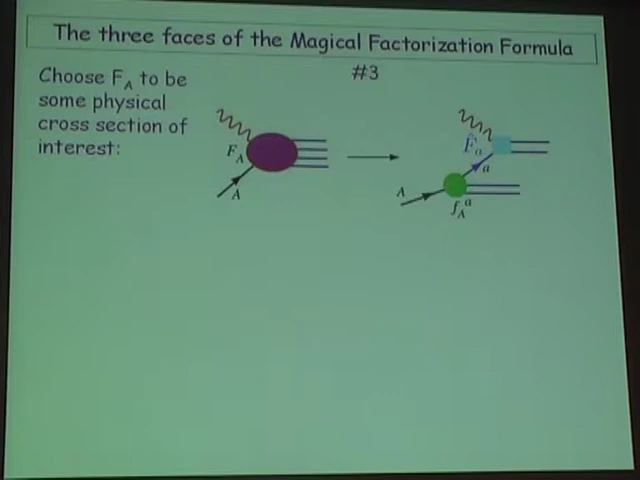 The three faces of the Magical Factorization Formula
#3
Choose F_A to be
some physical
cross section of
interest:
F_A
A
F̂_a
a
A
f_A^a